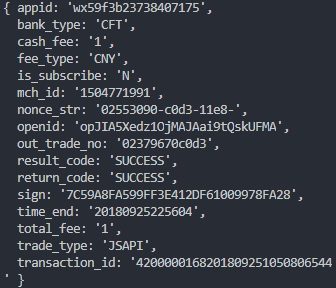 { appid: 'wx59f3b23738407175',
bank_type: 'CFT',
cash_fee: '1',
fee_type: 'CNY',
is_subscribe: 'N',
mch_id: '1504771991',
nonce_str: '02553090-c0d3-11e8-',
openid: 'opJIA5Xedz1OjMAJAai9tQskUFMA',
out_trade_no: '02379670c0d3',
result_code: 'SUCCESS',
return_code: 'SUCCESS',
sign: '7C59A8FA599FF3E412DF61009978FA28',
time_end: '20180925225604',
total_fee: '1',
trade_type: 'JSAPI',
transaction_id: '4200000168201809251050806544
' }